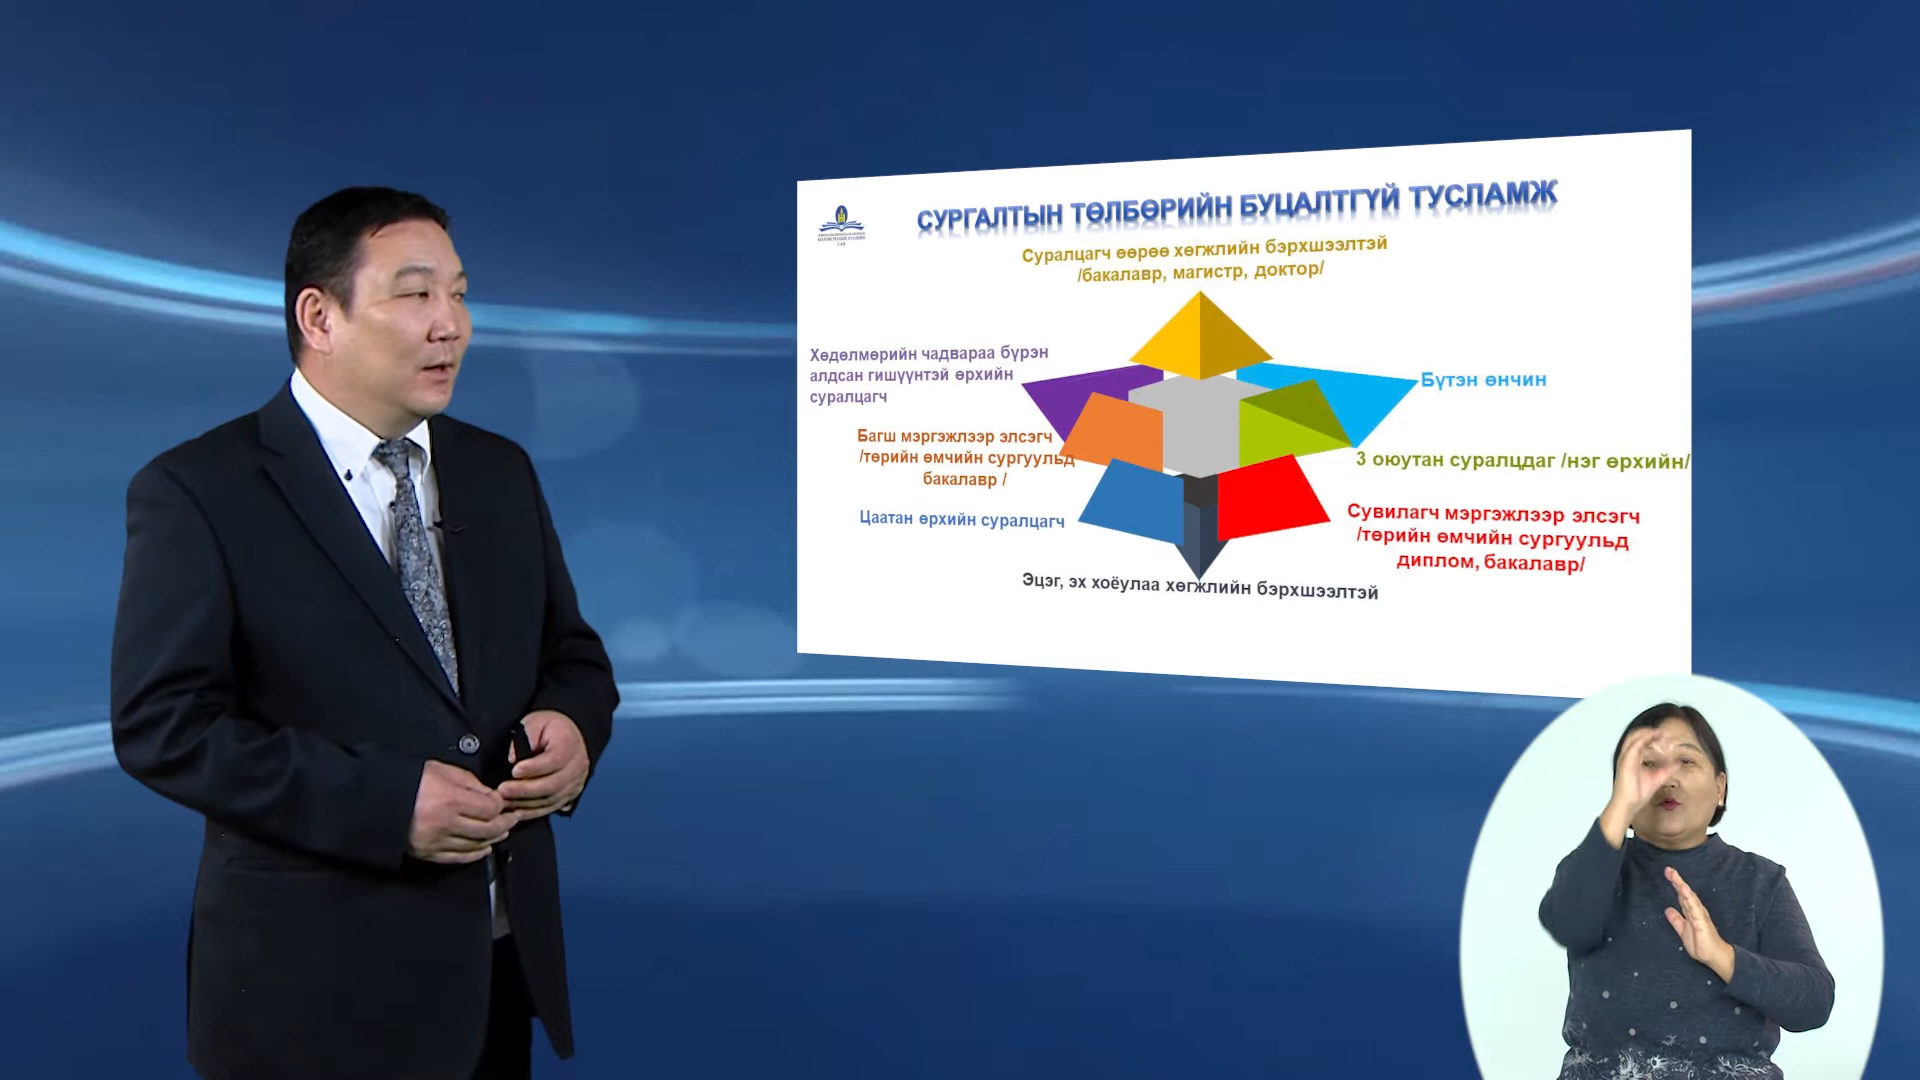 СУРГАЛТЫН ТӨЛБӨРИЙН БУЦАЛТГҮЙ ТУСЛАМЖ
Суралцагч өөрөө хөгжлийн бэрхшээлтэй
/бакалавр, магистр, доктор/
Хөдөлмөрийн чадвараа бүрэн
алдсан гишүүнтэй өрхийн
суралцагч
Бүтэн өнчин
Багш мэргэжлээр элсэгч
/төрийн өмчийн сургуульд
бакалавр /
3 оюутан суралцдаг /нэг өрхийн/
Цаатан өрхийн суралцагч
Сувилагч мэргэжлээр элсэгч
/төрийн өмчийн сургуульд
диплом, бакалавр/
Эцэг, эх хоёулаа хөгжлийн бэрхшээлтэй